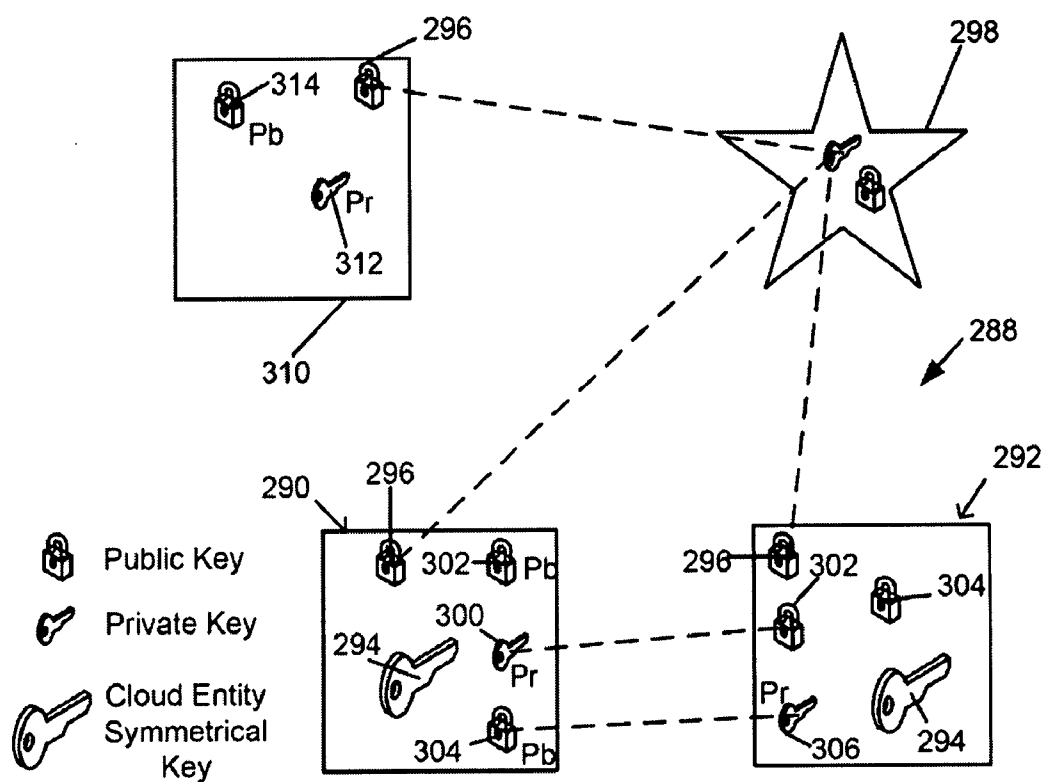 296
298
314
Pb
Pr
312
310
288
296
290
292
302
Pb
296
302
304
Public Key
300
Private Key
294
Pr
Pr
Cloud Entity
Symmetrical
Key
304
Pb
306
294